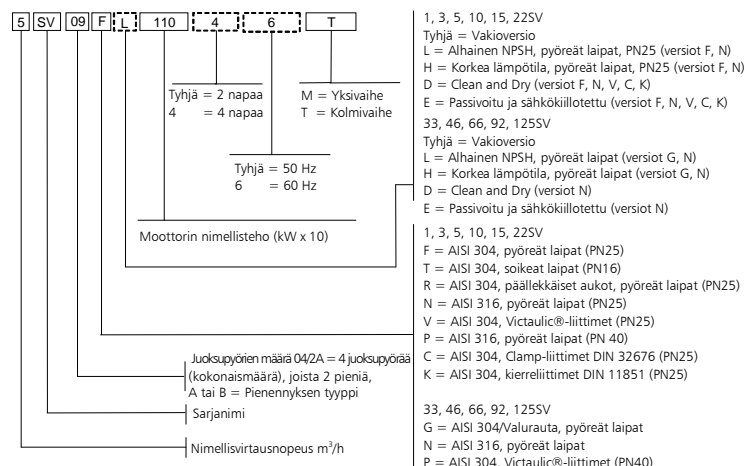 5 SV 09 F L 110 4 6 T
Tyhjä = 2 napaa
4 = 4 napaa
M = Yksivaihe
T = Kolmivaihe
Tyhjä = 50 Hz
6 = 60 Hz
Moottorin nimellisteho (kW x 10)
Juoksupyörien määrä 04/2A = 4 juoksupyörää
(kokonaismäärä), joista 2 pieniä,
A tai B = Pienennyksen tyyppi
Sarjanimi
Nimellisvirtausnopeus m³/h
1, 3, 5, 10, 15, 22SV
Tyhjä = Vakioversio
L = Alhainen NPSH, pyöreät laipat, PN25 (versiot F, N)
H = Korkea lämpötila, pyöreät laipat, PN25 (versiot F, N)
D = Clean and Dry (versiot F, N, V, C, K)
E = Passivoitu ja sähkökiillotettu (versiot F, N, V, C, K)
33, 46, 66, 92, 125SV
Tyhjä = Vakioversio
L = Alhainen NPSH, pyöreät laipat (versiot G, N)
H = Korkea lämpötila, pyöreät laipat (versiot G, N)
D = Clean and Dry (versiot N)
E = Passivoitu ja sähkökiillotettu (versiot N)
1, 3, 5, 10, 15, 22SV
F = AISI 304, pyöreät laipat (PN25)
T = AISI 304, soikeat laipat (PN16)
R = AISI 304, päällekkäiset aukot, pyöreät laipat (PN25)
N = AISI 316, pyöreät laipat (PN25)
V = AISI 304, Victaulic®-liittimet (PN25)
P = AISI 316, pyöreät laipat (PN 40)
C = AISI 304, Clamp-liittimet DIN 32676 (PN25)
K = AISI 304, kierreliittimet DIN 11851 (PN25)
33, 46, 66, 92, 125SV
G = AISI 304/Valurauta, pyöreät laipat
N = AISI 316, pyöreät laipat
P = AISI 304, Victaulic®-liittimet (PN40)